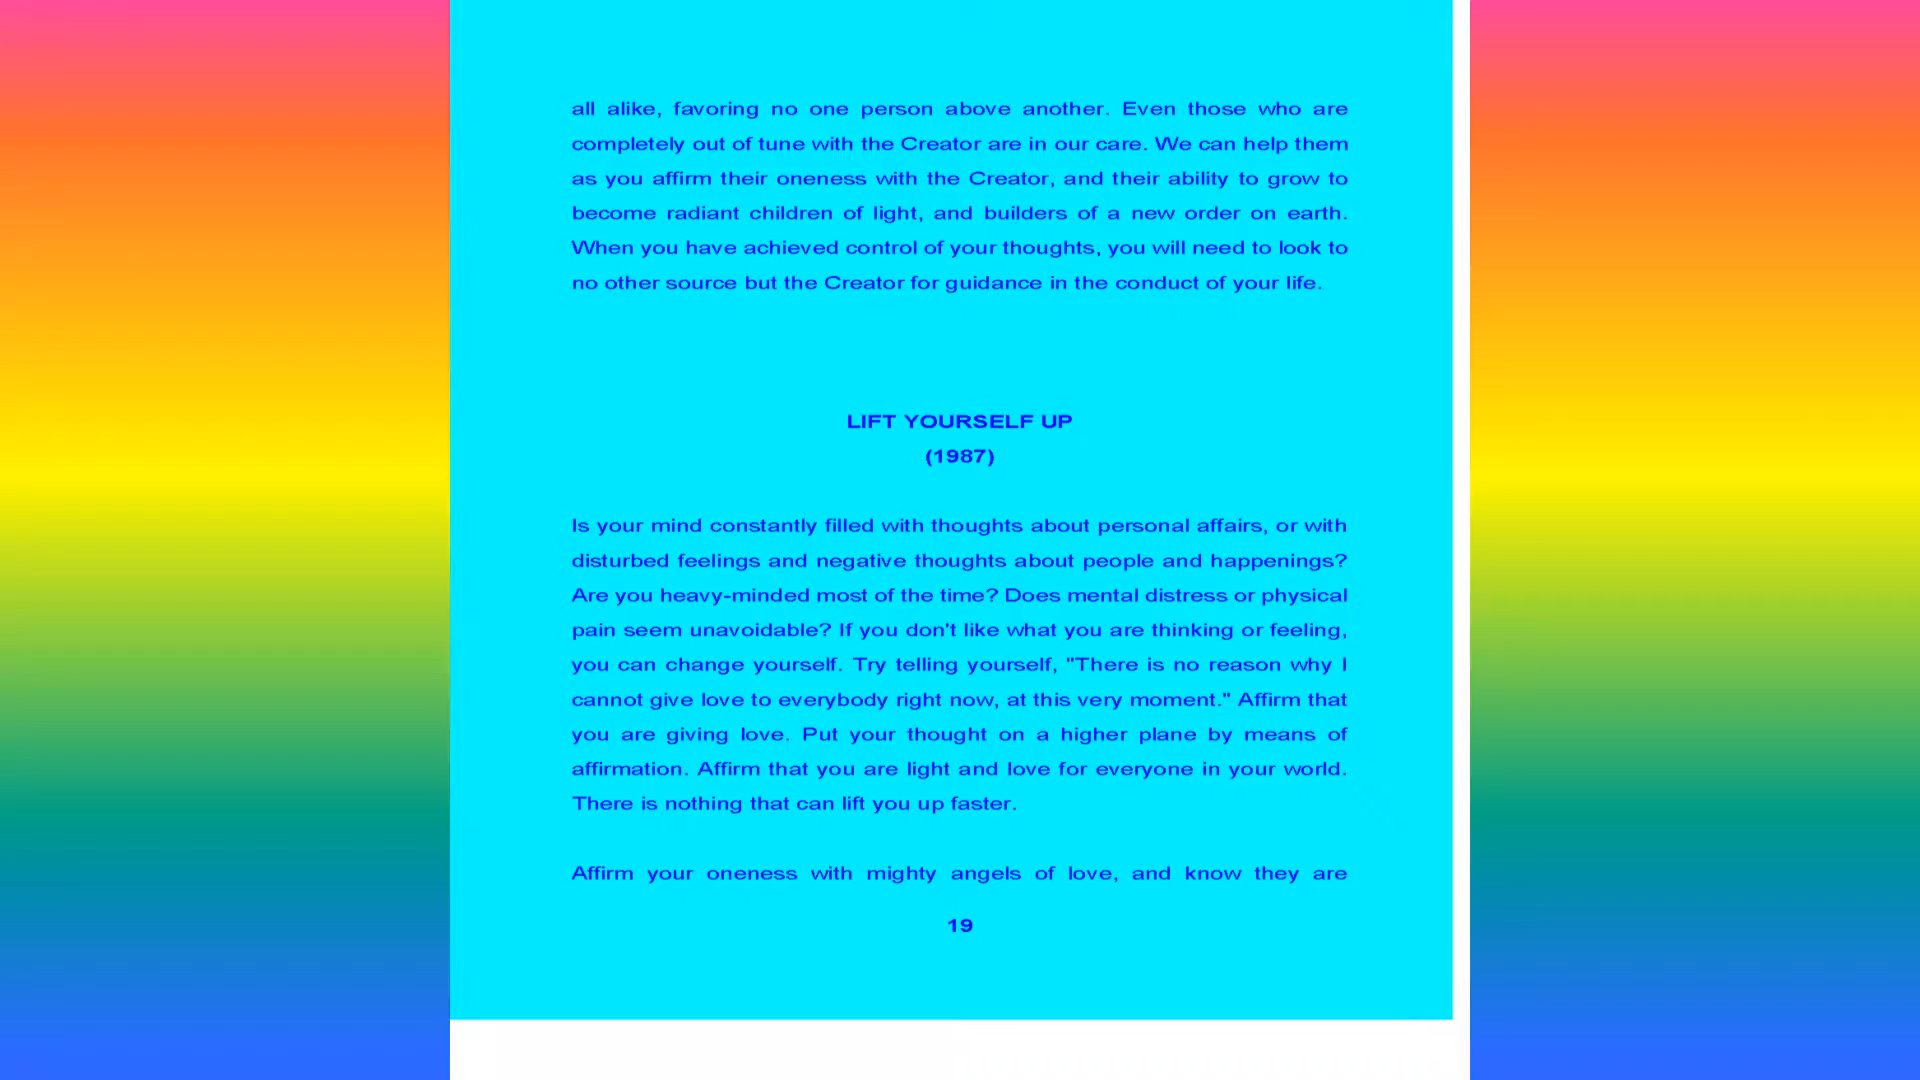 all alike, favoring no one person above another. Even those who are
completely out of tune with the Creator are in our care. We can help them
as you affirm their oneness with the Creator, and their ability to grow to
become radiant children of light, and builders of a new order on earth.
When you have achieved control of your thoughts, you will need to look to
no other source but the Creator for guidance in the conduct of your life.
LIFT YOURSELF UP
(1987)
Is your mind constantly filled with thoughts about personal affairs, or with
disturbed feelings and negative thoughts about people and happenings?
Are you heavy-minded most of the time? Does mental distress or physical
pain seem unavoidable? If you don't like what you are thinking or feeling,
you can change yourself. Try telling yourself, "There is no reason why I
cannot give love to everybody right now, at this very moment." Affirm that
you are giving love. Put your thought on a higher plane by means of
affirmation. Affirm that you are light and love for everyone in your world.
There is nothing that can lift you up faster.
Affirm your oneness with mighty angels of love, and know they are
19